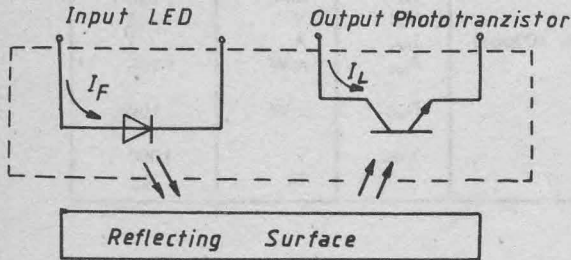 Input LED
Output Phototranzistor
I_F
I_L
Reflecting Surface